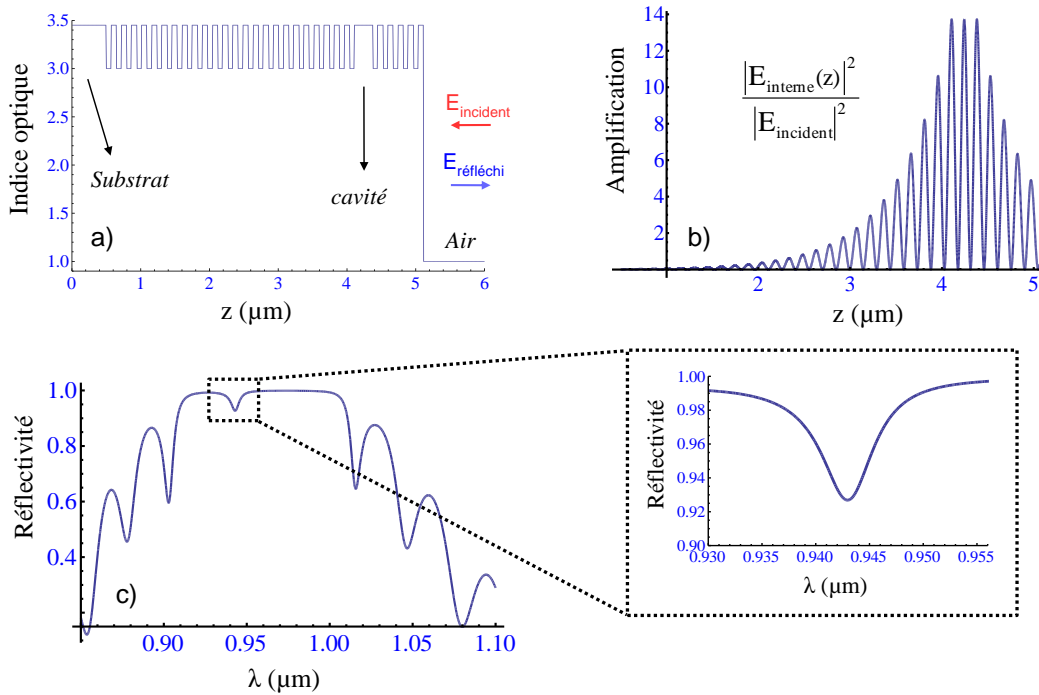 Indice optique
3.5
3.0
2.5
2.0
1.5
1.0
0 1 2 3 4 5 6
z (µm)
Substrat
cavité
Air
E incident
E réfléchi
a)
Amplification
14
12
10
8
6
4
2
2 3 4 5
z (µm)
|E interne (z)|²
|E incident|²
b)
Réflectivité
1.0
0.8
0.6
0.4
0.90 0.95 1.00 1.05 1.10
λ (µm)
c)
Réflectivité
1.00
0.98
0.96
0.94
0.92
0.90
0.930 0.935 0.940 0.945 0.950 0.955
λ (µm)